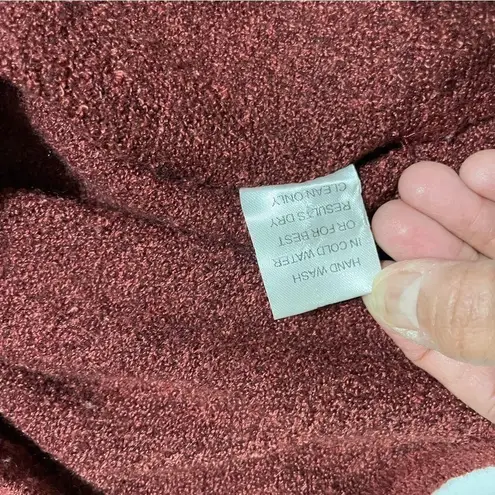 HAND WASH
IN COLD WATER
OR FOR BEST
RESULTS DRY
CLEAN ONLY